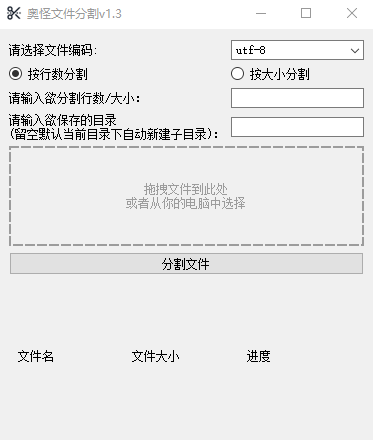 奥怪文件分割v1.3
请选择文件编码:
utf-8
按行数分割
按大小分割
请输入欲分割行数/大小：
请输入欲保存的目录
(留空默认当前目录下自动新建子目录)：
拖拽文件到此处
或者从你的电脑中选择
分割文件
文件名
文件大小
进度